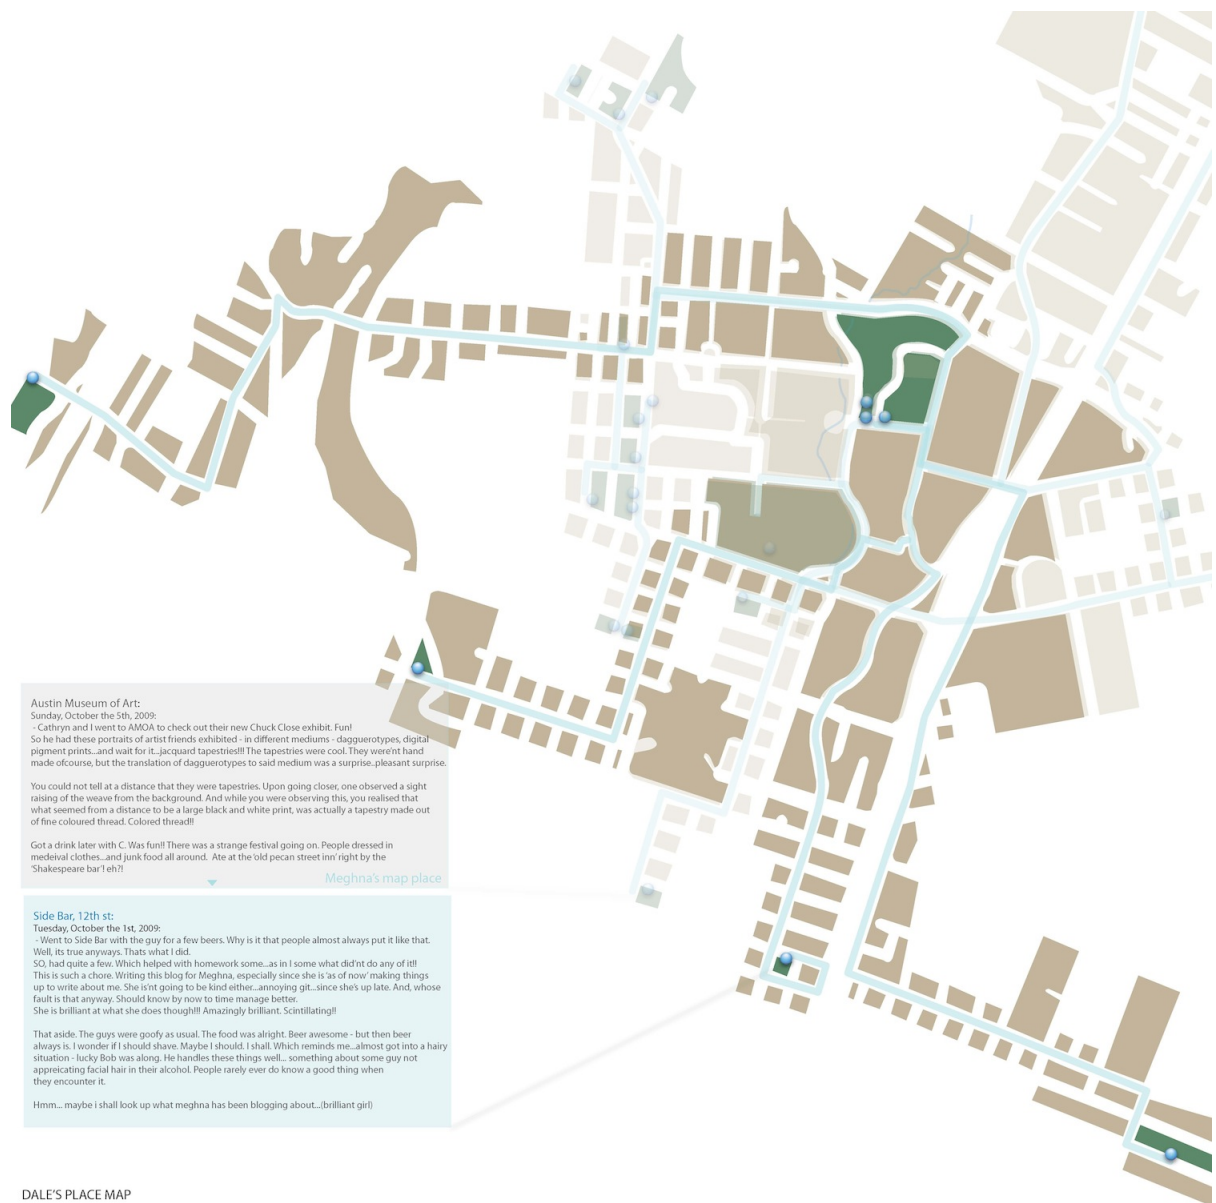 Austin Museum of Art:
Sunday, October the 5th, 2009:
- Cathryn and I went to AMOA to check out their new Chuck Close exhibit. Fun!
So he had these portraits of artist friends exhibited - in different mediums - dagguerotypes, digital
pigment prints...and wait for it...jacquard tapestries!!! The tapestries were cool. They were'nt hand
made ofcourse, but the translation of dagguerotypes to said medium was a surprise..pleasant surprise.
You could not tell at a distance that they were tapestries. Upon going closer, one observed a sight
raising of the weave from the background. And while you were observing this, you realised that
what seemed from a distance to be a large black and white print, was actually a tapestry made out
of fine coloured thread. Colored thread!!
Got a drink later with C. Was fun!! There was a strange festival going on. People dressed in
medeival clothes...and junk food all around. Ate at the 'old pecan street inn' right by the
'Shakespeare bar'! eh?!
Meghna's map place
Side Bar, 12th st:
Tuesday, October the 1st, 2009:
- Went to Side Bar with the guy for a few beers. Why is it that people almost always put it like that.
Well, its true anyways. Thats what I did.
SO, had quite a few. Which helped with homework some...as in I some what did'nt do any of it!!
This is such a chore. Writing this blog for Meghna, especially since she is 'as of now' making things
up to write about me. She is'nt going to be kind either...annoying git...since she's up late. And, whose
fault is that anyway. Should know by now to time manage better.
She is brilliant at what she does though!!! Amazingly brilliant. Scintillating!!
That aside. The guys were goofy as usual. The food was alright. Beer awesome - but then beer
always is. I wonder if I should shave. Maybe I should. I shall. Which reminds me...almost got into a hairy
situation - lucky Bob was along. He handles these things well... something about some guy not
appreicating facial hair in their alcohol. People rarely ever do know a good thing when
they encounter it.
Hmm... maybe i shall look up what meghna has been blogging about...(brilliant girl)
DALE'S PLACE MAP